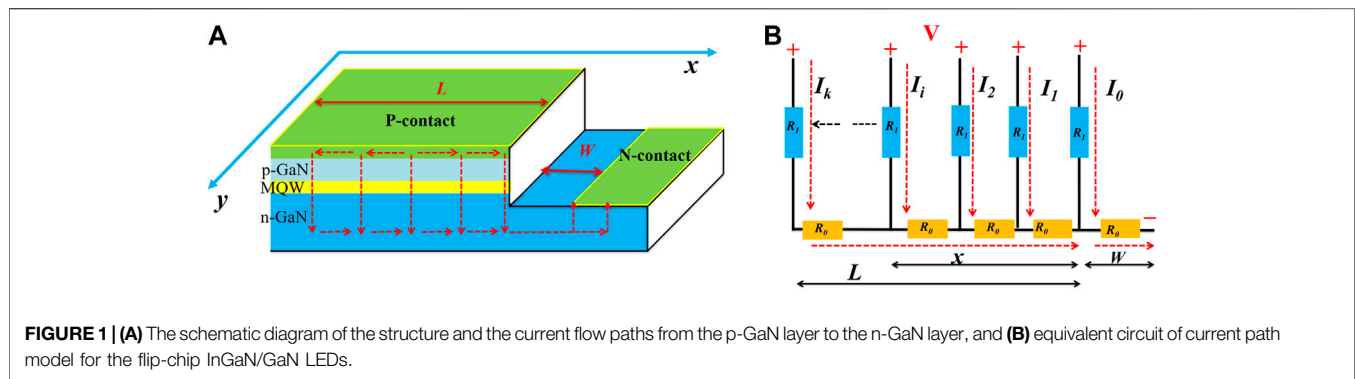 A
x
L
P-contact
W
N-contact
p-GaN
MQW
n-GaN
y
B
V
+ + + + +
I_k I_i I_2 I_1 I_0
R_1 R_1 R_1 R_1 R_1
R_0 R_0 R_0 R_0 R_0 −
x W
L
FIGURE 1 | (A) The schematic diagram of the structure and the current flow paths from the p-GaN layer to the n-GaN layer, and (B) equivalent circuit of current path
model for the flip-chip InGaN/GaN LEDs.